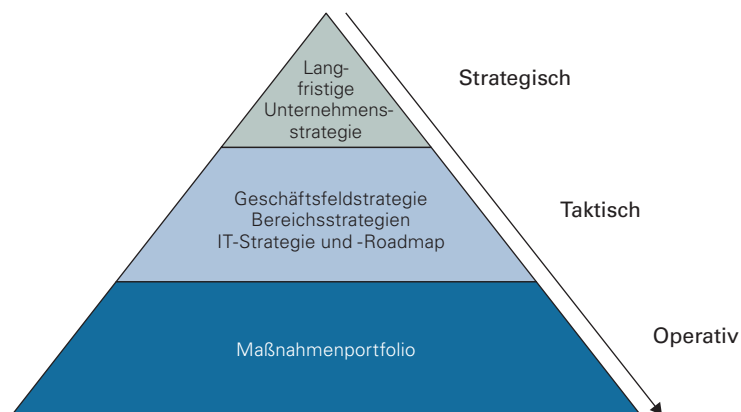 Lang-
fristige
Unternehmens-
strategie
Strategisch
Geschäftsfeldstrategie
Bereichsstrategien
IT-Strategie und -Roadmap
Taktisch
Maßnahmenportfolio
Operativ